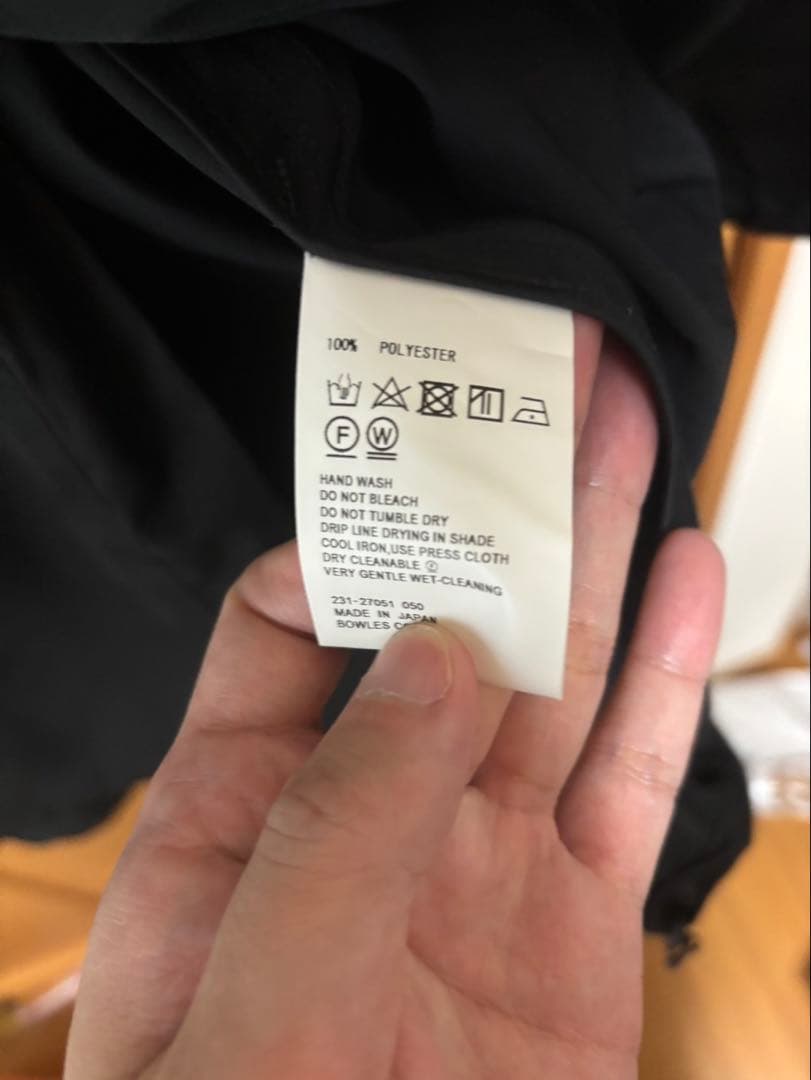 100% POLYESTER
F W
HAND WASH
DO NOT BLEACH
DO NOT TUMBLE DRY
DRIP LINE DRYING IN SHADE
COOL IRON,USE PRESS CLOTH
DRY CLEANABLE Ⓕ
VERY GENTLE WET-CLEANING
231-27051 050
MADE IN JAPAN
BOWLES